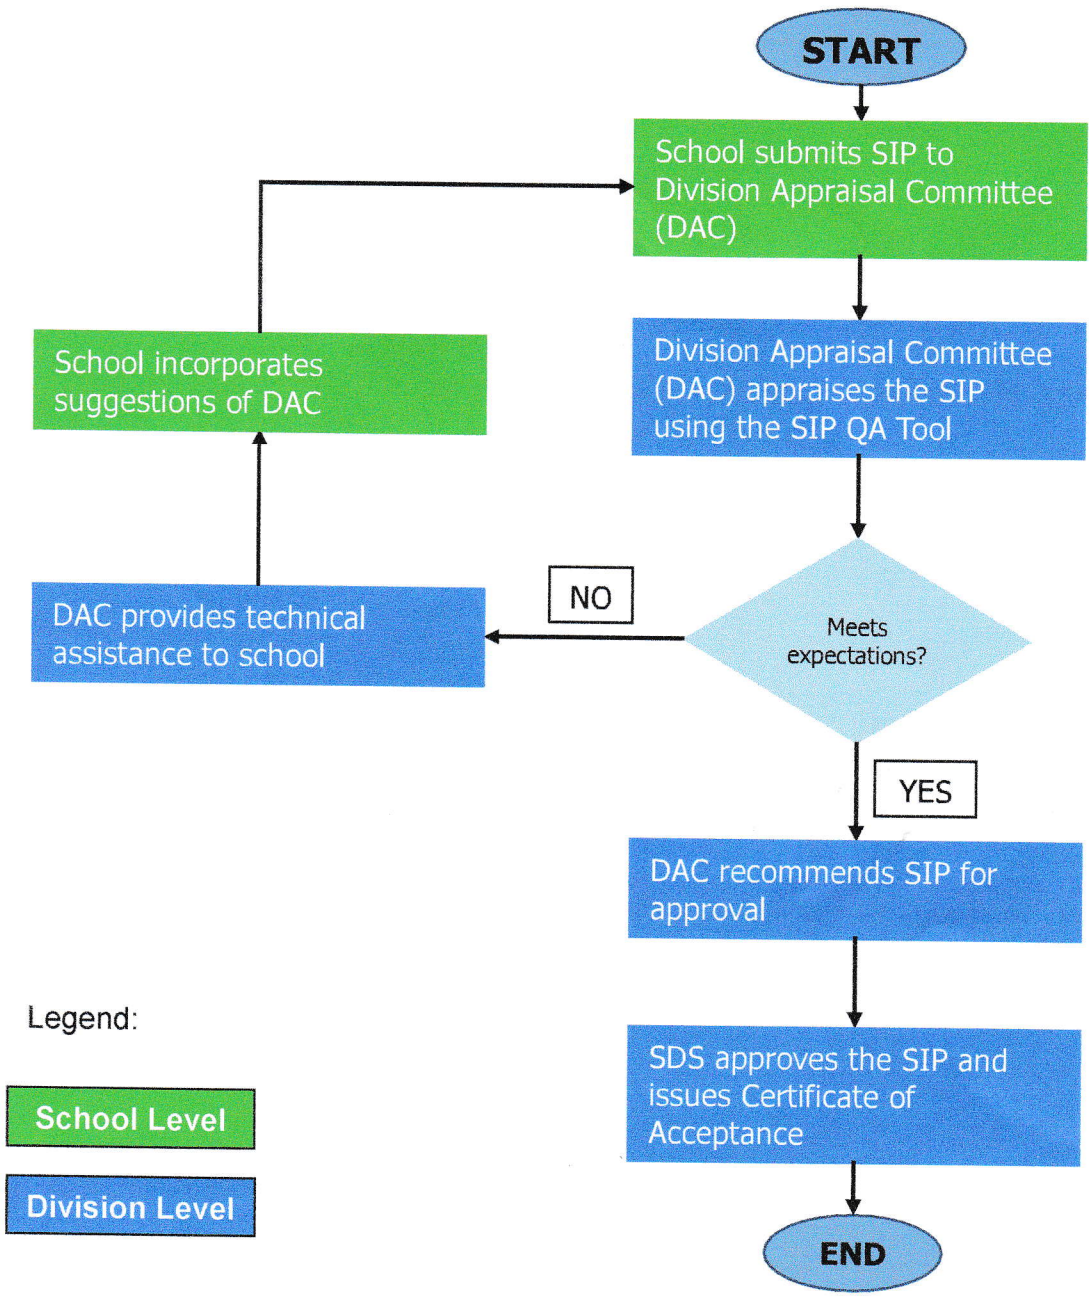 START
School submits SIP to
Division Appraisal Committee
(DAC)
Division Appraisal Committee
(DAC) appraises the SIP
using the SIP QA Tool
Meets
expectations?
NO
DAC provides technical
assistance to school
School incorporates
suggestions of DAC
YES
DAC recommends SIP for
approval
SDS approves the SIP and
issues Certificate of
Acceptance
END
Legend:
School Level
Division Level